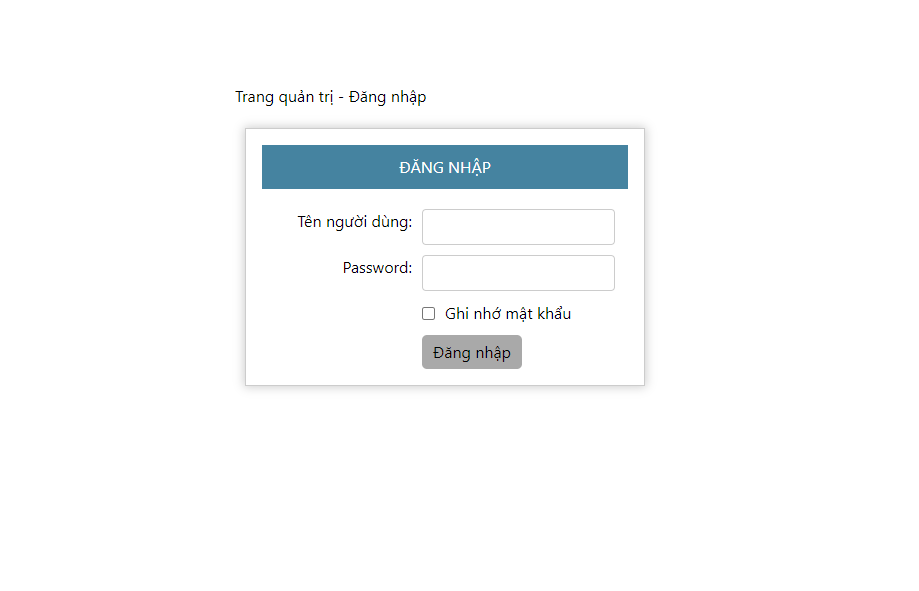 Trang quản trị - Đăng nhập
ĐĂNG NHẬP
Tên người dùng:
Password:
Ghi nhớ mật khẩu
Đăng nhập